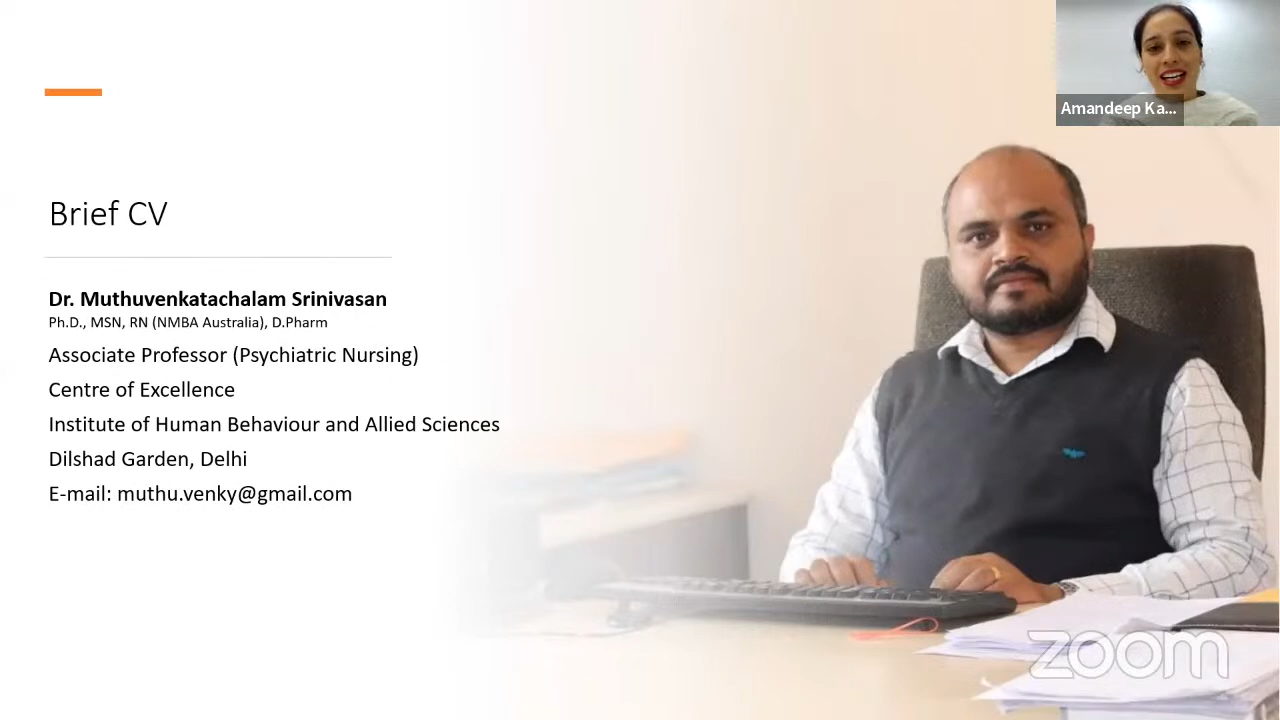 Amandeep Ka...
Brief CV
Dr. Muthuvenkatachalam Srinivasan
Ph.D., MSN, RN (NMBA Australia), D.Pharm
Associate Professor (Psychiatric Nursing)
Centre of Excellence
Institute of Human Behaviour and Allied Sciences
Dilshad Garden, Delhi
E-mail: muthu.venky@gmail.com
zoom